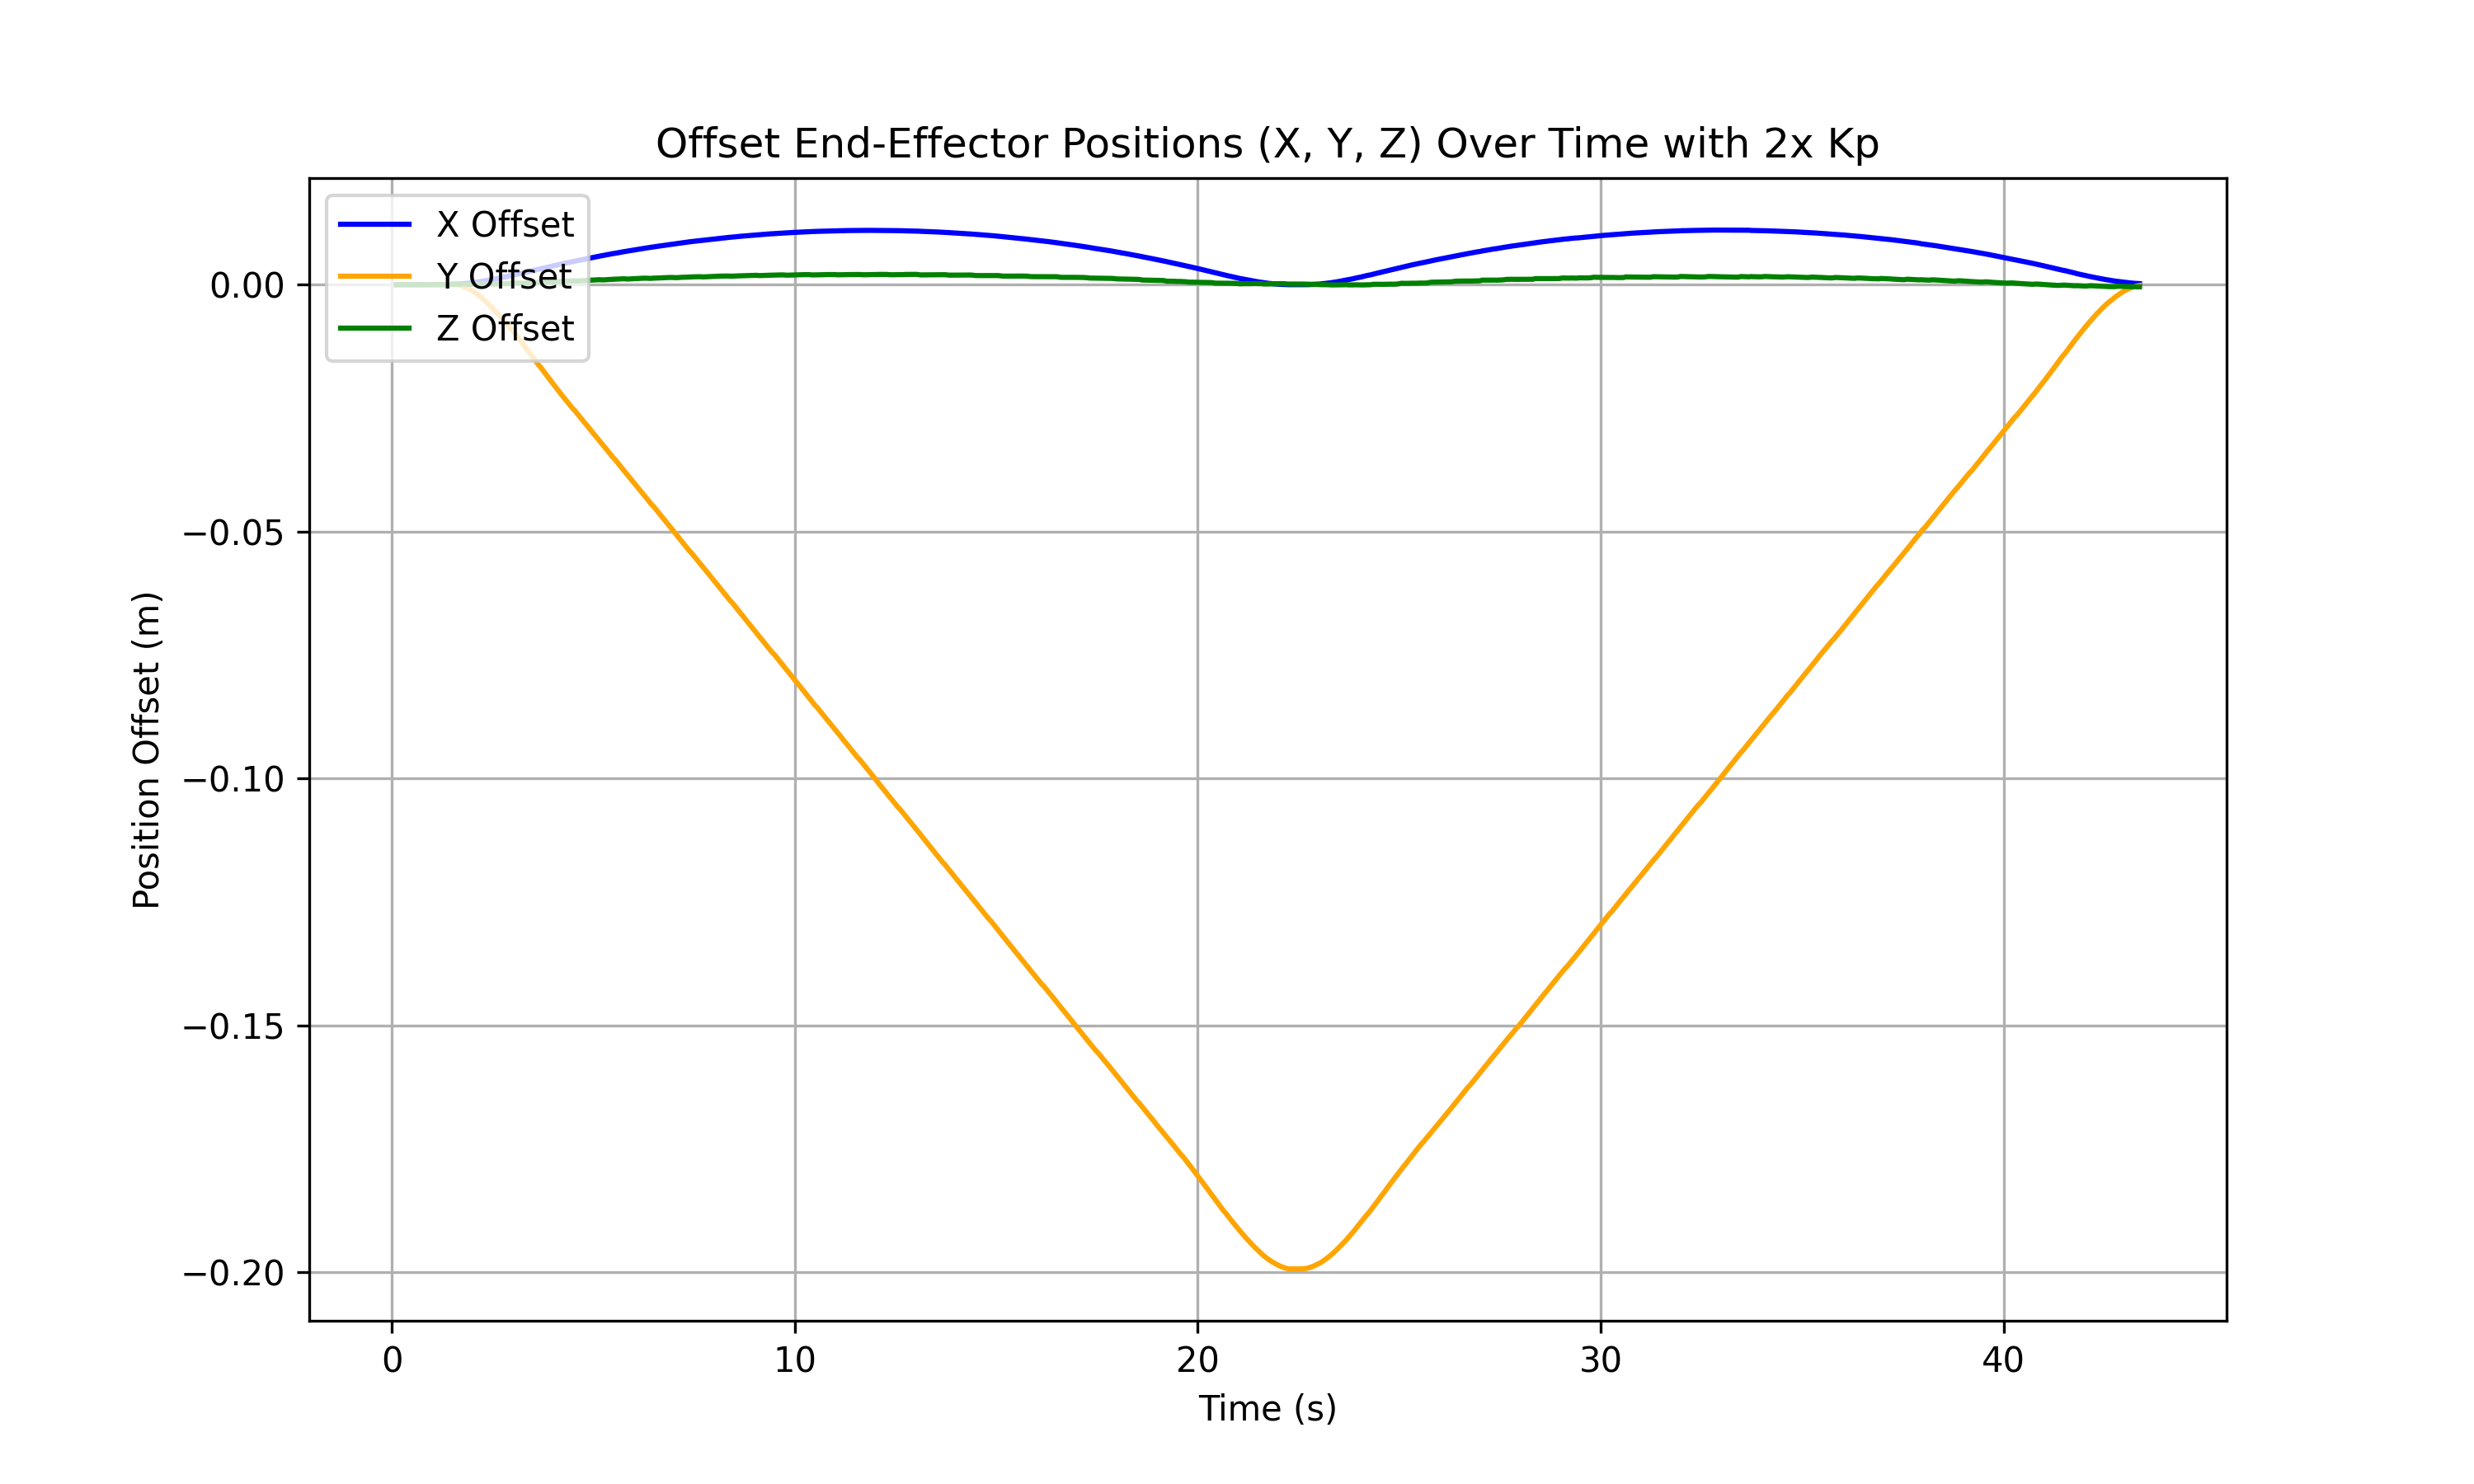 Offset End-Effector Positions (X, Y, Z) Over Time with 2x Kp
X Offset
Y Offset
Z Offset
0.00
−0.05
−0.10
−0.15
−0.20
Position Offset (m)
0 10 20 30 40
Time (s)